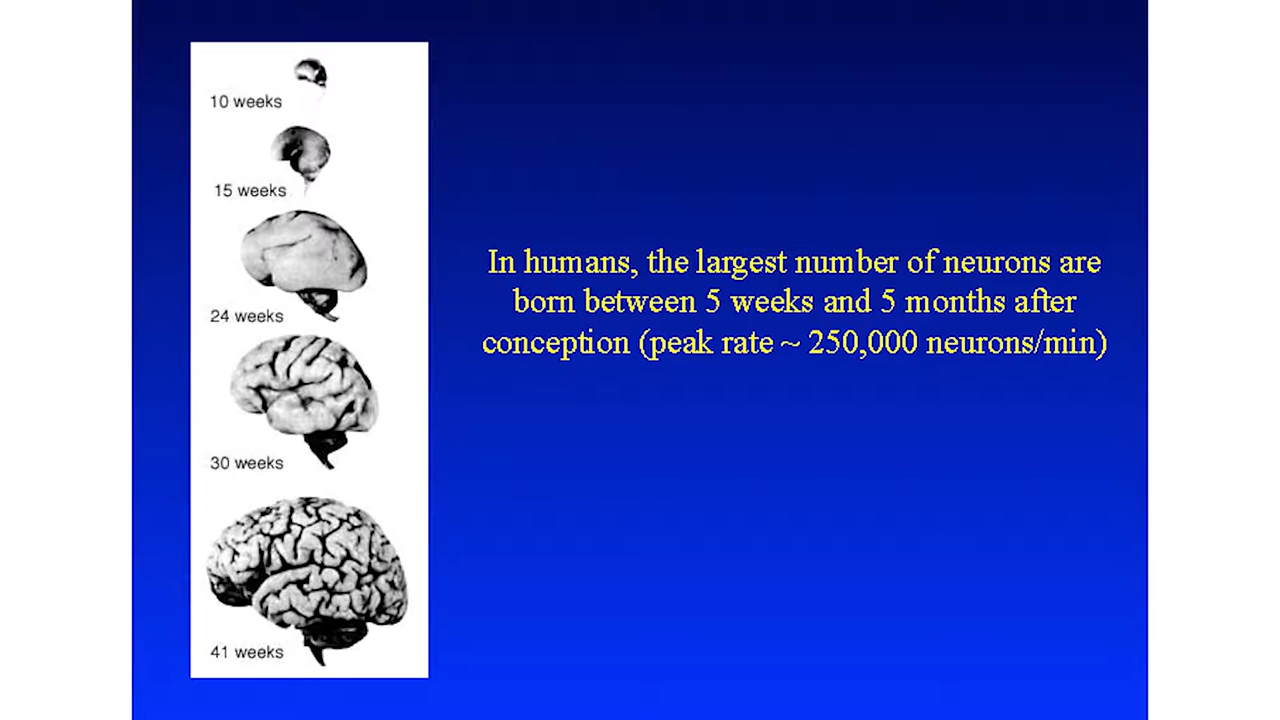 10 weeks
15 weeks
24 weeks
30 weeks
41 weeks
In humans, the largest number of neurons are
born between 5 weeks and 5 months after
conception (peak rate ~ 250,000 neurons/min)